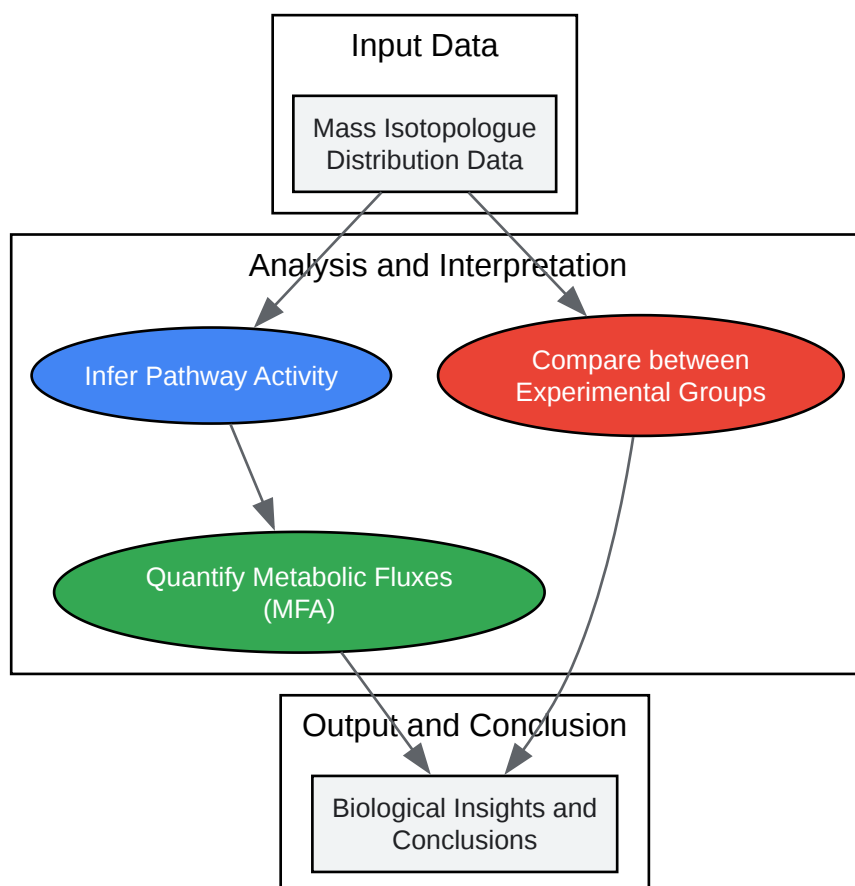 Input Data
Mass Isotopologue
Distribution Data
Analysis and Interpretation
Infer Pathway Activity
Compare between
Experimental Groups
Quantify Metabolic Fluxes
(MFA)
Output and Conclusion
Biological Insights and
Conclusions